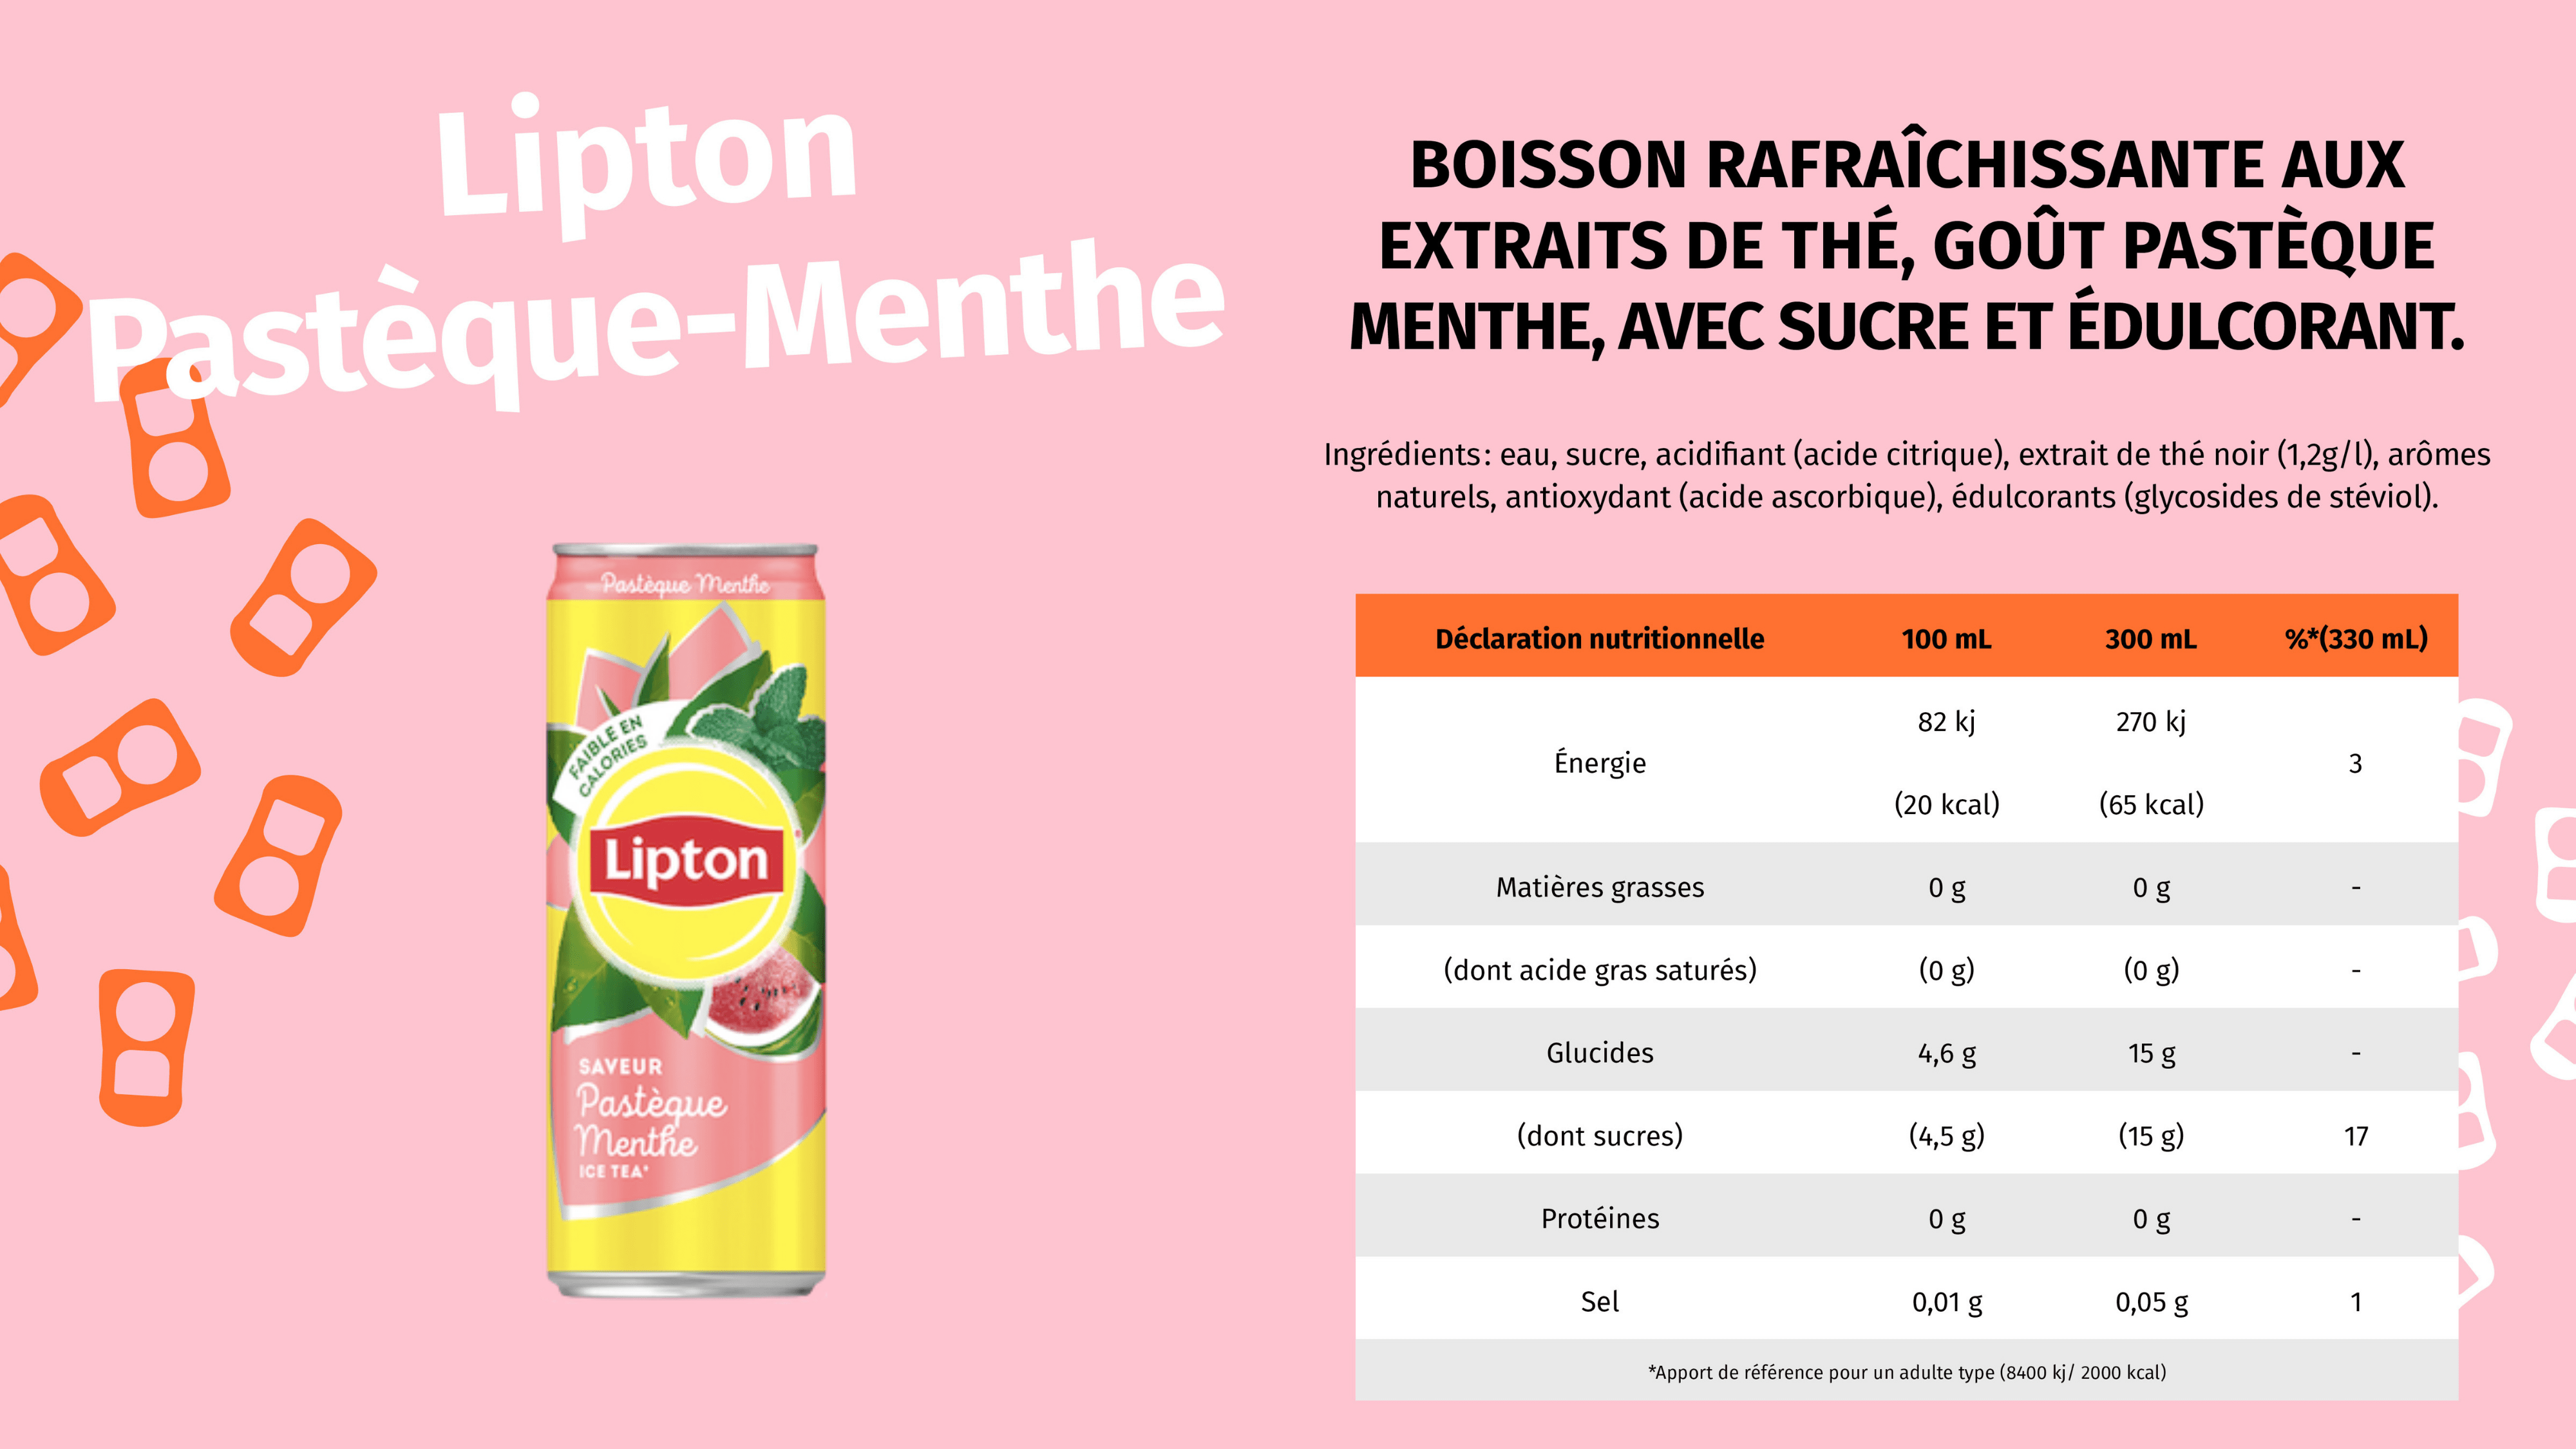 Lipton
Pastèque-Menthe
Pastèque Menthe
FAIBLE EN
CALORIES
Lipton
SAVEUR
Pastèque
Menthe
ICE TEA*
BOISSON RAFRAÎCHISSANTE AUX
EXTRAITS DE THÉ, GOÛT PASTÈQUE
MENTHE, AVEC SUCRE ET ÉDULCORANT.
Ingrédients: eau, sucre, acidifiant (acide citrique), extrait de thé noir (1,2g/l), arômes
naturels, antioxydant (acide ascorbique), édulcorants (glycosides de stéviol).
Déclaration nutritionnelle 100 mL 300 mL %*(330 mL)
82 kj 270 kj
Énergie 3
(20 kcal) (65 kcal)
Matières grasses 0 g 0 g -
(dont acide gras saturés) (0 g) (0 g) -
Glucides 4,6 g 15 g -
(dont sucres) (4,5 g) (15 g) 17
Protéines 0 g 0 g -
Sel 0,01 g 0,05 g 1
*Apport de référence pour un adulte type (8400 kj/ 2000 kcal)